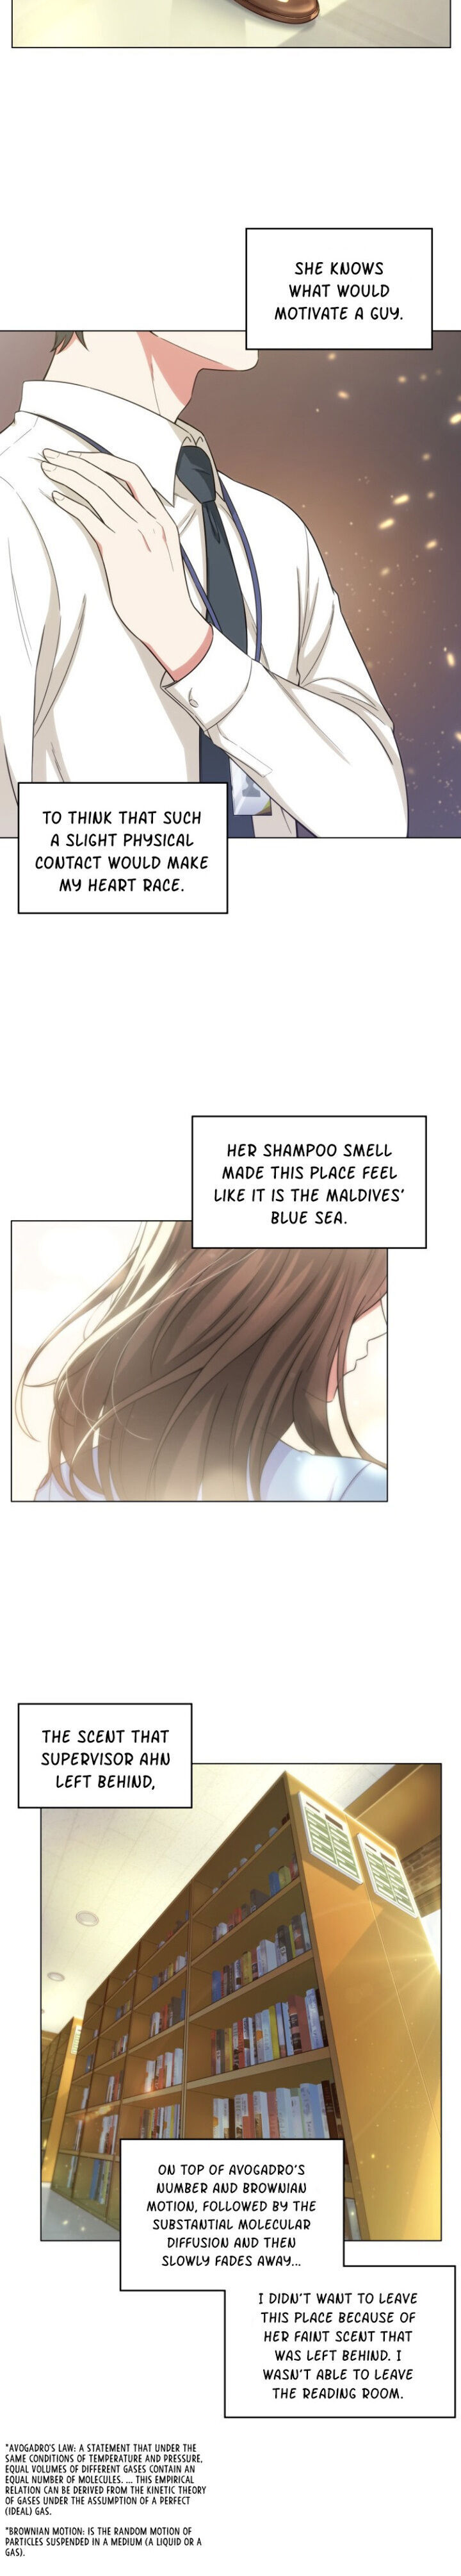 SHE KNOWS
WHAT WOULD
MOTIVATE A GUY.
TO THINK THAT SUCH
A SLIGHT PHYSICAL
CONTACT WOULD MAKE
MY HEART RACE.
HER SHAMPOO SMELL
MADE THIS PLACE FEEL
LIKE IT IS THE MALDIVES'
BLUE SEA.
THE SCENT THAT
SUPERVISOR AHN
LEFT BEHIND,
ON TOP OF AVOGADRO'S
NUMBER AND BROWNIAN
MOTION, FOLLOWED BY THE
SUBSTANTIAL MOLECULAR
DIFFUSION AND THEN
SLOWLY FADES AWAY...
I DIDN'T WANT TO LEAVE
THIS PLACE BECAUSE OF
HER FAINT SCENT THAT
WAS LEFT BEHIND. I
WASN'T ABLE TO LEAVE
THE READING ROOM.
*AVOGADRO'S LAW: A STATEMENT THAT UNDER THE
SAME CONDITIONS OF TEMPERATURE AND PRESSURE,
EQUAL VOLUMES OF DIFFERENT GASES CONTAIN AN
EQUAL NUMBER OF MOLECULES. ... THIS EMPIRICAL
RELATION CAN BE DERIVED FROM THE KINETIC THEORY
OF GASES UNDER THE ASSUMPTION OF A PERFECT
(IDEAL) GAS.
*BROWNIAN MOTION: IS THE RANDOM MOTION OF
PARTICLES SUSPENDED IN A MEDIUM (A LIQUID OR A
GAS).